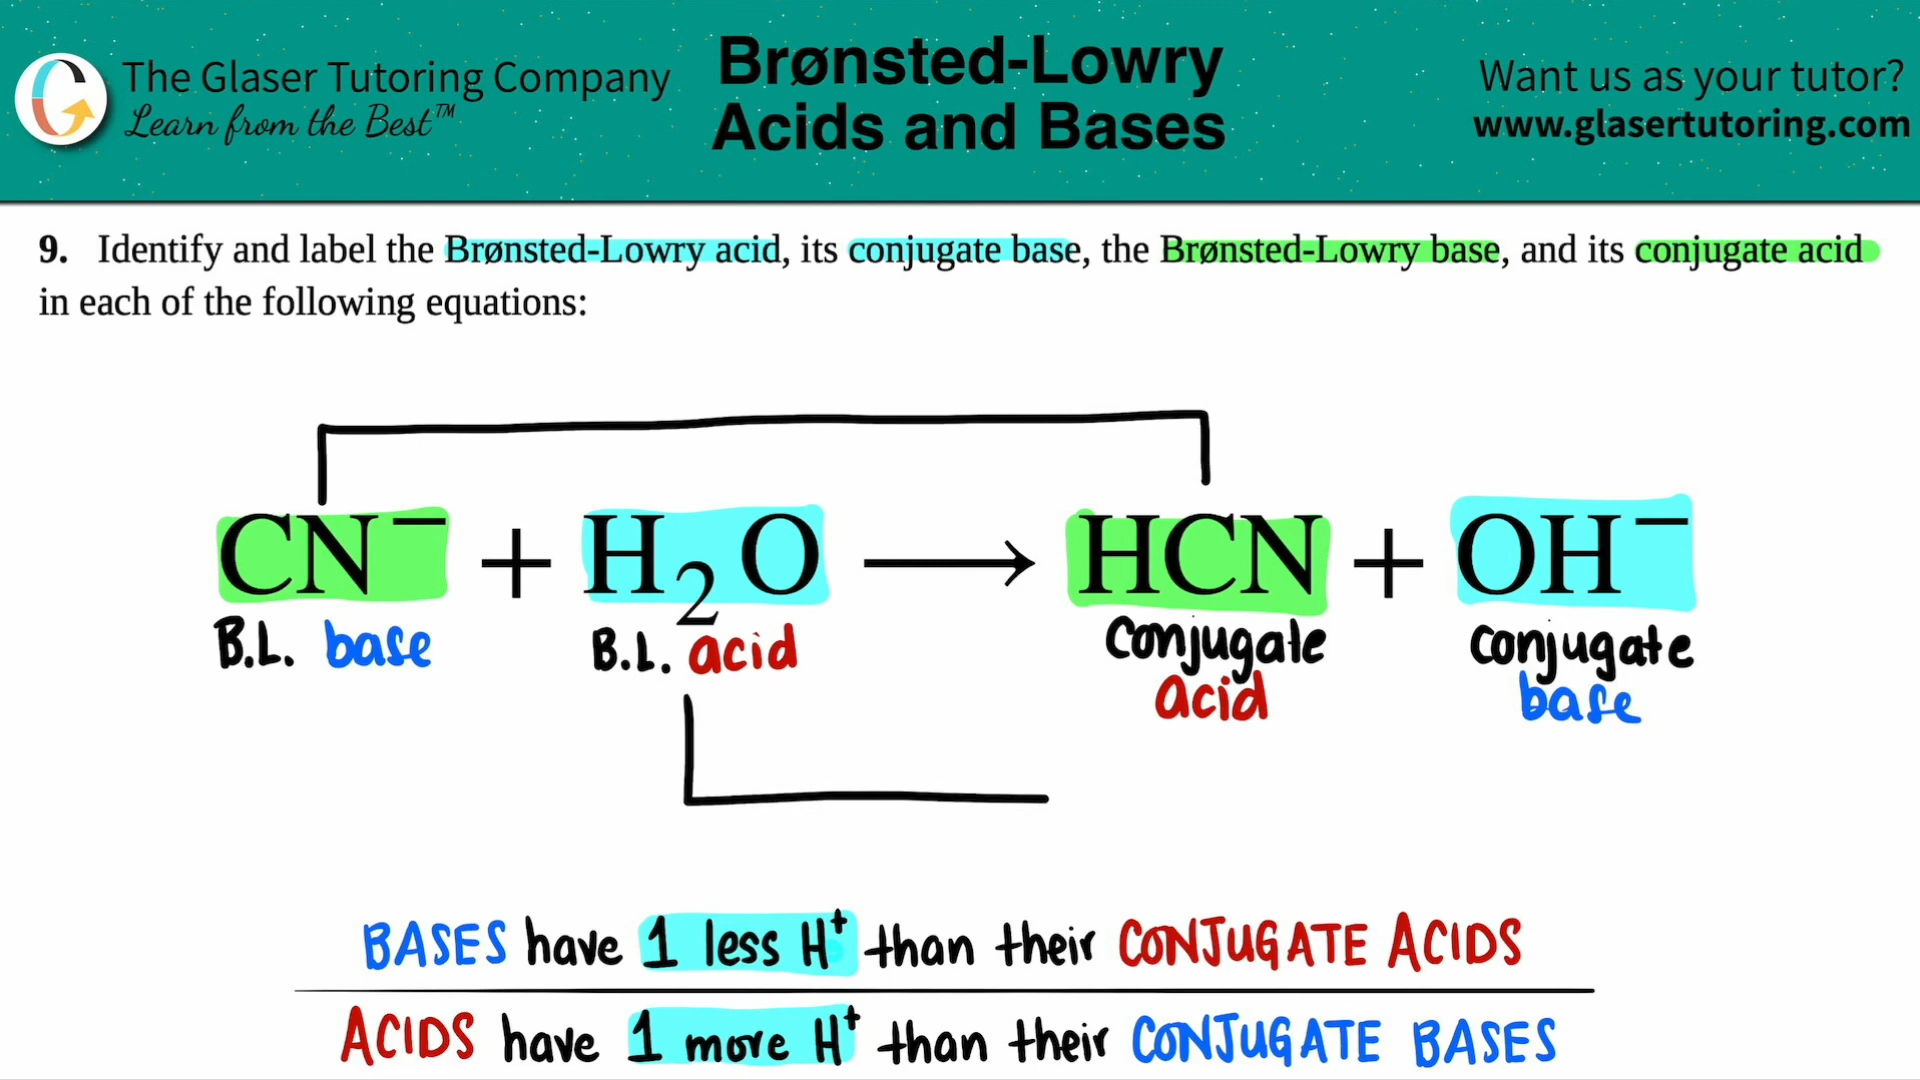 The Glaser Tutoring Company
Learn from the Best™
Brønsted-Lowry
Acids and Bases
Want us as your tutor?
www.glasertutoring.com
9. Identify and label the Brønsted-Lowry acid, its conjugate base, the Brønsted-Lowry base, and its conjugate acid
in each of the following equations:
CN⁻ + H₂O → HCN + OH⁻
B.L. base B.L. acid conjugate acid conjugate base
BASES have 1 less H⁺ than their CONJUGATE ACIDS
ACIDS have 1 more H⁺ than their CONJUGATE BASES